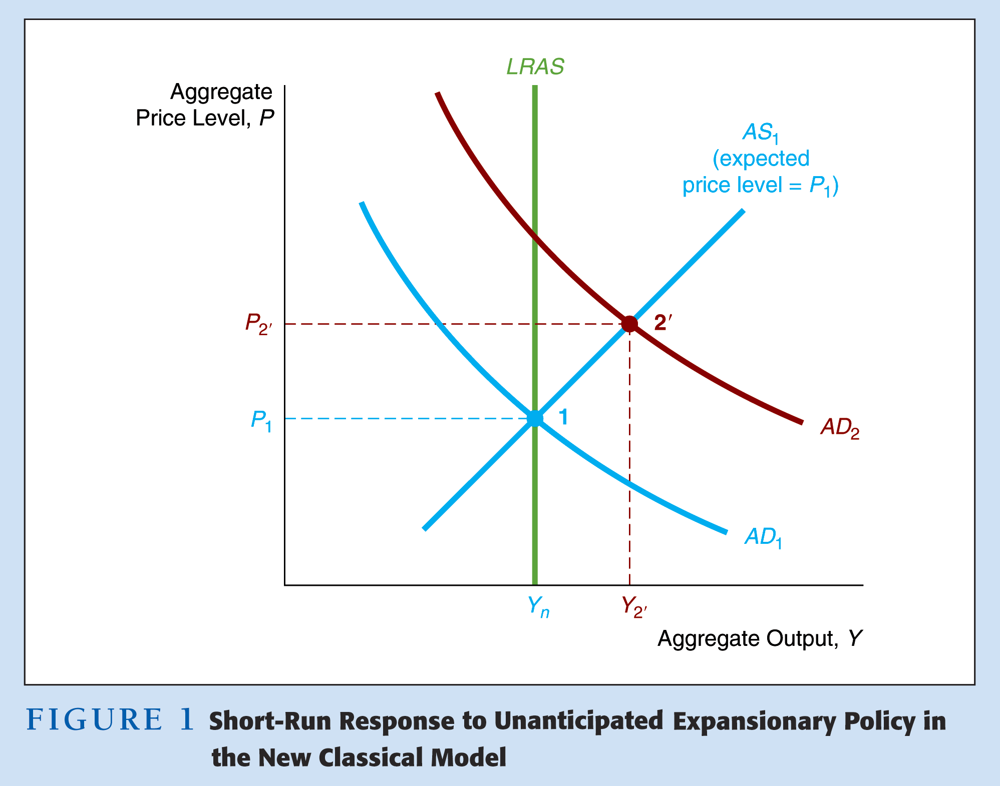 LRAS
Aggregate
Price Level, P
AS1
(expected
price level = P1)
P2′
2′
P1
1
AD2
AD1
Yn
Y2′
Aggregate Output, Y
FIGURE 1 Short-Run Response to Unanticipated Expansionary Policy in
the New Classical Model